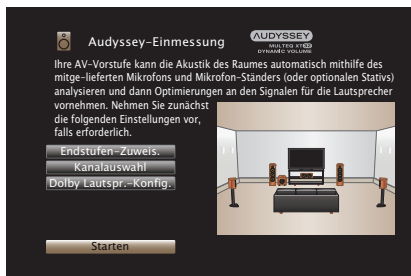 Audyssey-Einmessung
AUDYSSEY
MULTEQ XT32
DYNAMIC VOLUME
Ihre AV-Vorstufe kann die Akustik des Raumes automatisch mithilfe des
mitge-lieferten Mikrofons und Mikrofon-Ständers (oder optionalen Stativs)
analysieren und dann Optimierungen an den Signalen für die Lautsprecher
vornehmen. Nehmen Sie zunächst
die folgenden Einstellungen vor,
falls erforderlich.
Endstufen-Zuweis.
Kanalauswahl
Dolby Lautspr.-Konfig.
Starten